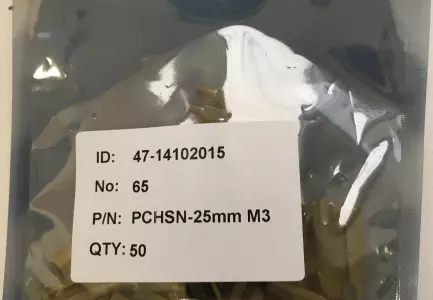 ID: 47-14102015
No: 65
P/N: PCHSN-25mm M3
QTY: 50